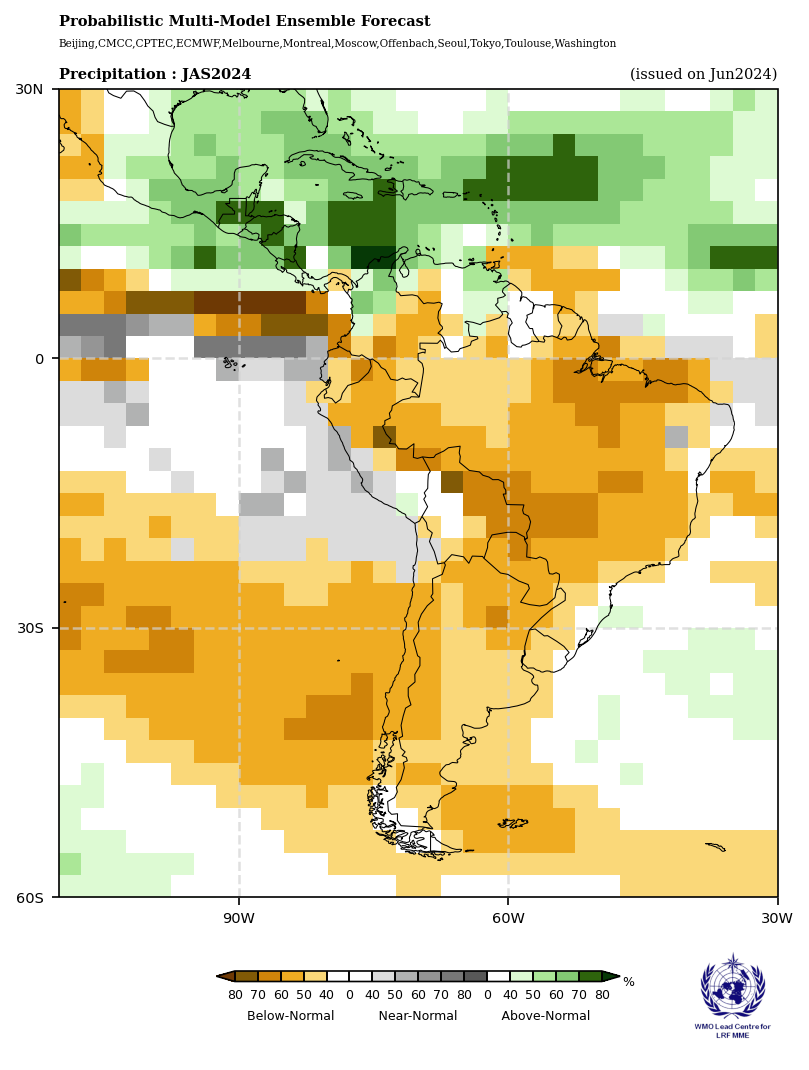 Probabilistic Multi-Model Ensemble Forecast
Beijing,CMCC,CPTEC,ECMWF,Melbourne,Montreal,Moscow,Offenbach,Seoul,Tokyo,Toulouse,Washington
Precipitation : JAS2024 (issued on Jun2024)
30N
0
30S
60S
90W 60W 30W
80 70 60 50 40 0 40 50 60 70 80 0 40 50 60 70 80 %
Below-Normal Near-Normal Above-Normal
WMO Lead Centre for
LRF MME